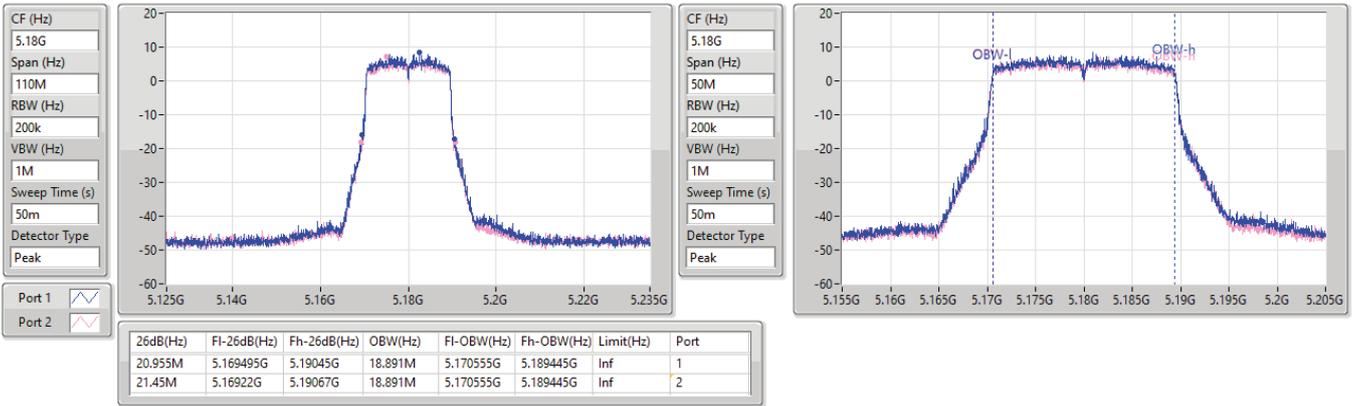 CF (Hz)
5.18G
Span (Hz)
110M
RBW (Hz)
200k
VBW (Hz)
1M
Sweep Time (s)
50m
Detector Type
Peak
Port 1
Port 2
20
10
0
-10
-20
-30
-40
-50
-60
5.125G 5.14G 5.16G 5.18G 5.2G 5.22G 5.235G
CF (Hz)
5.18G
Span (Hz)
50M
RBW (Hz)
200k
VBW (Hz)
1M
Sweep Time (s)
50m
Detector Type
Peak
20
10
0
-10
-20
-30
-40
-50
-60
OBW-l
OBW-h
5.155G 5.16G 5.165G 5.17G 5.175G 5.18G 5.185G 5.19G 5.195G 5.2G 5.205G
26dB(Hz) Fl-26dB(Hz) Fh-26dB(Hz) OBW(Hz) Fl-OBW(Hz) Fh-OBW(Hz) Limit(Hz) Port
20.955M 5.169495G 5.19045G 18.891M 5.170555G 5.189445G Inf 1
21.45M 5.16922G 5.19067G 18.891M 5.170555G 5.189445G Inf 2